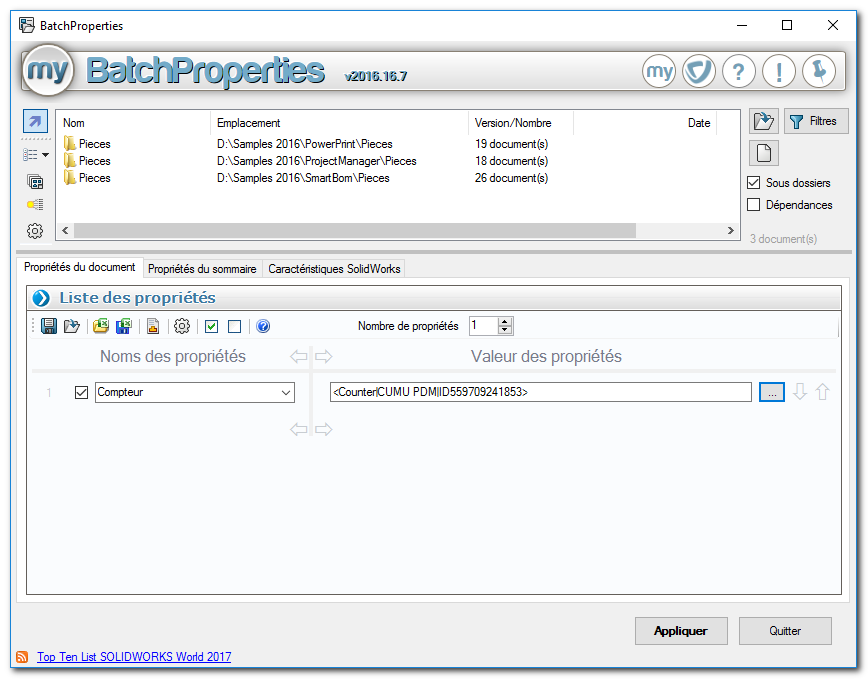 BatchProperties
my BatchProperties v2016.16.7 my ? !
Nom Emplacement Version/Nombre Date
Pieces D:\Samples 2016\PowerPrint\Pieces 19 document(s)
Pieces D:\Samples 2016\ProjectManager\Pieces 18 document(s)
Pieces D:\Samples 2016\SmartBom\Pieces 26 document(s)
Filtres
Sous dossiers
Dépendances
3 document(s)
Propriétés du document Propriétés du sommaire Caractéristiques SolidWorks
Liste des propriétés
Nombre de propriétés 1
Noms des propriétés Valeur des propriétés
1 Compteur <Counter|CUMU PDM|ID559709241853> ...
Appliquer Quitter
Top Ten List SOLIDWORKS World 2017